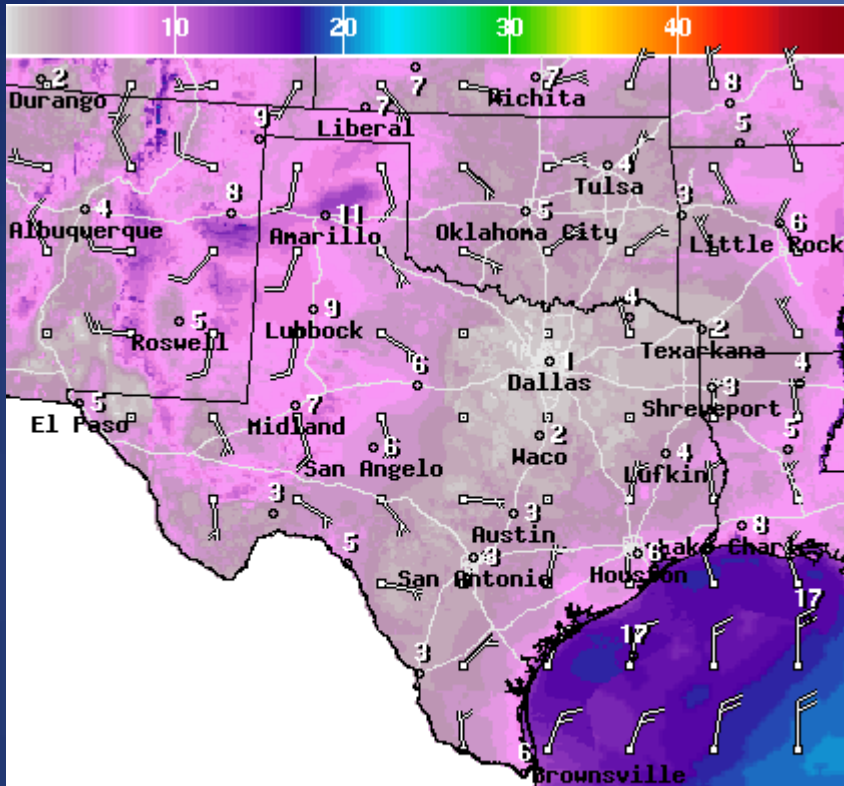 10 20 30 40
2 7 7 8
Durango Wichita
7
Liberal
9 5
4
Tulsa
4 8 11 5 3 6
Albuquerque Amarillo Oklahoma City Little Rock
9 4
5 2
Roswell Lubbock Texarkana
1
6 Dallas 4
5 7 3
El Paso Midland Shreveport
2
6 4 5
San Angelo Waco Lufkin
3 3 8
Austin
5 3 6 Lake Charles
San Antonio Houston
17
17
3
6
Brownsville